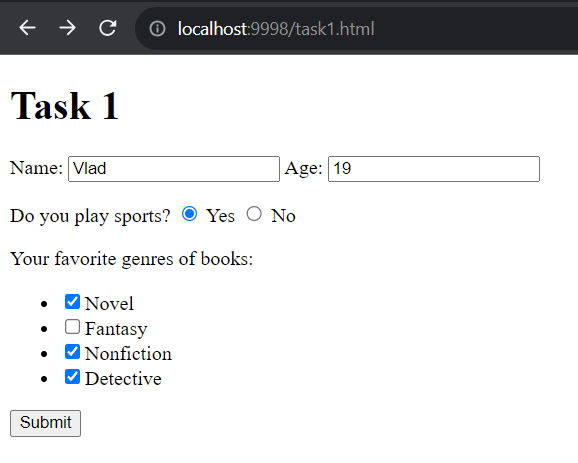 localhost:9998/task1.html
Task 1
Name: Vlad Age: 19
Do you play sports? Yes No
Your favorite genres of books:
Novel
Fantasy
Nonfiction
Detective
Submit